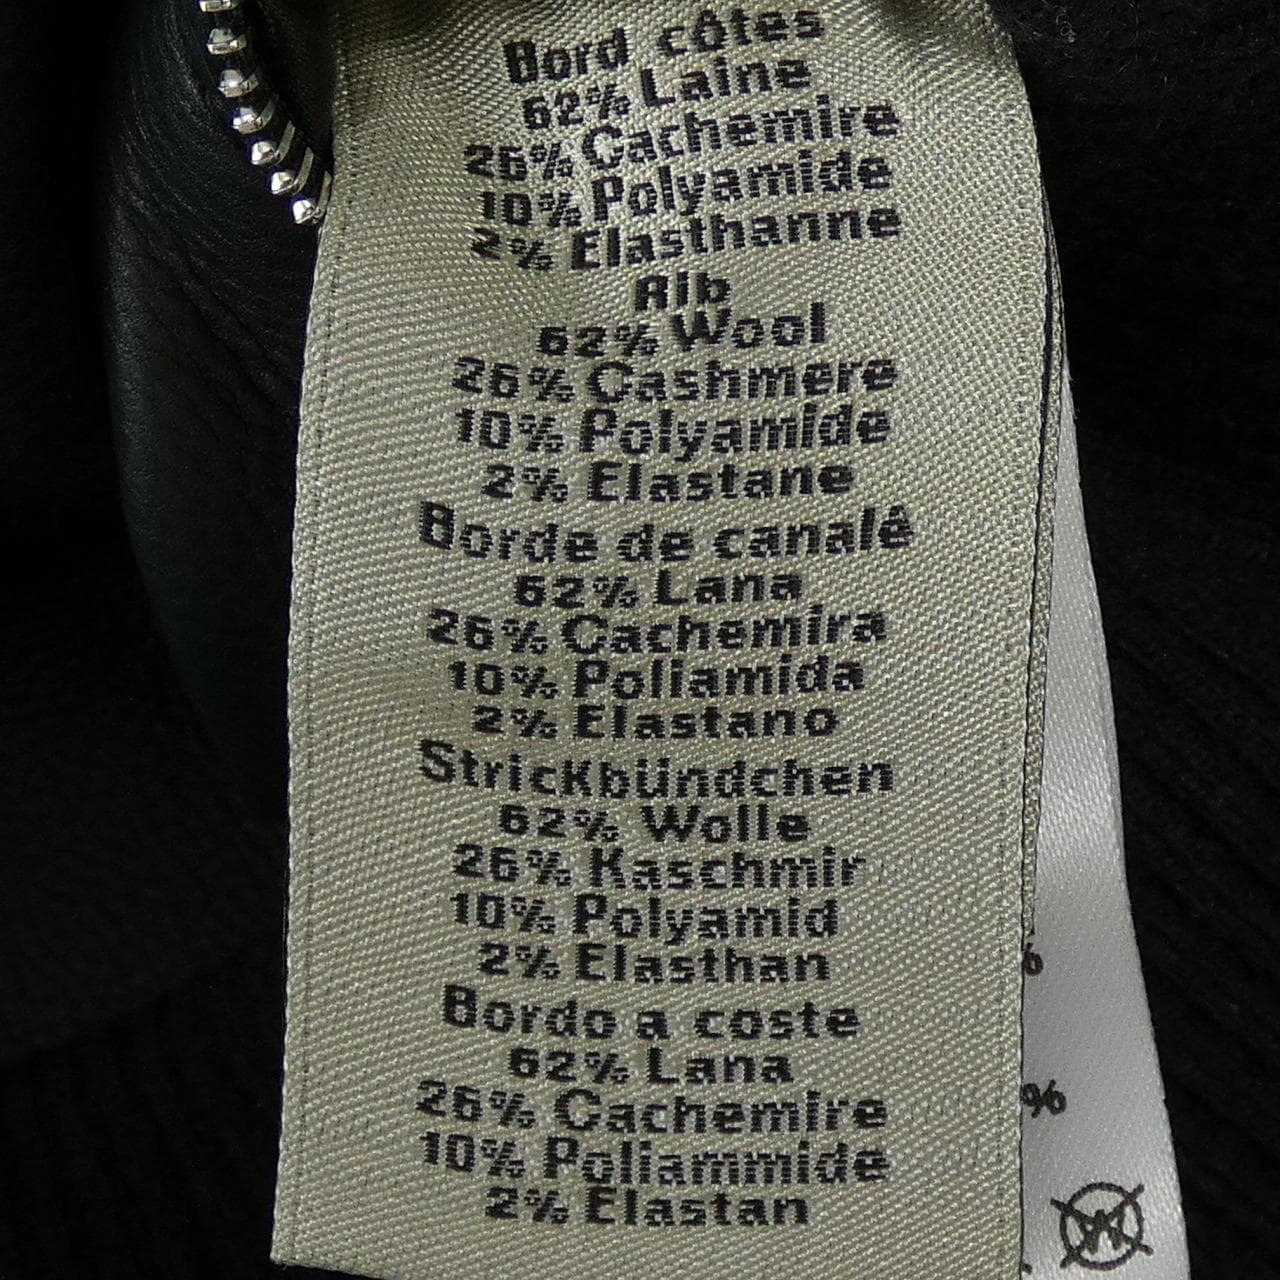 Bord côtes
62% Laine
26% Cachemire
10% Polyamide
2% Elasthanne
Rib
62% Wool
26% Cashmere
10% Polyamide
2% Elastane
Borde de canalé
62% Lana
26% Cachemira
10% Poliamida
2% Elastano
Strickbündchen
62% Wolle
26% Kaschmir
10% Polyamid
2% Elasthan
Bordo a coste
62% Lana
26% Cachemire
10% Poliammide
2% Elastan
%
W